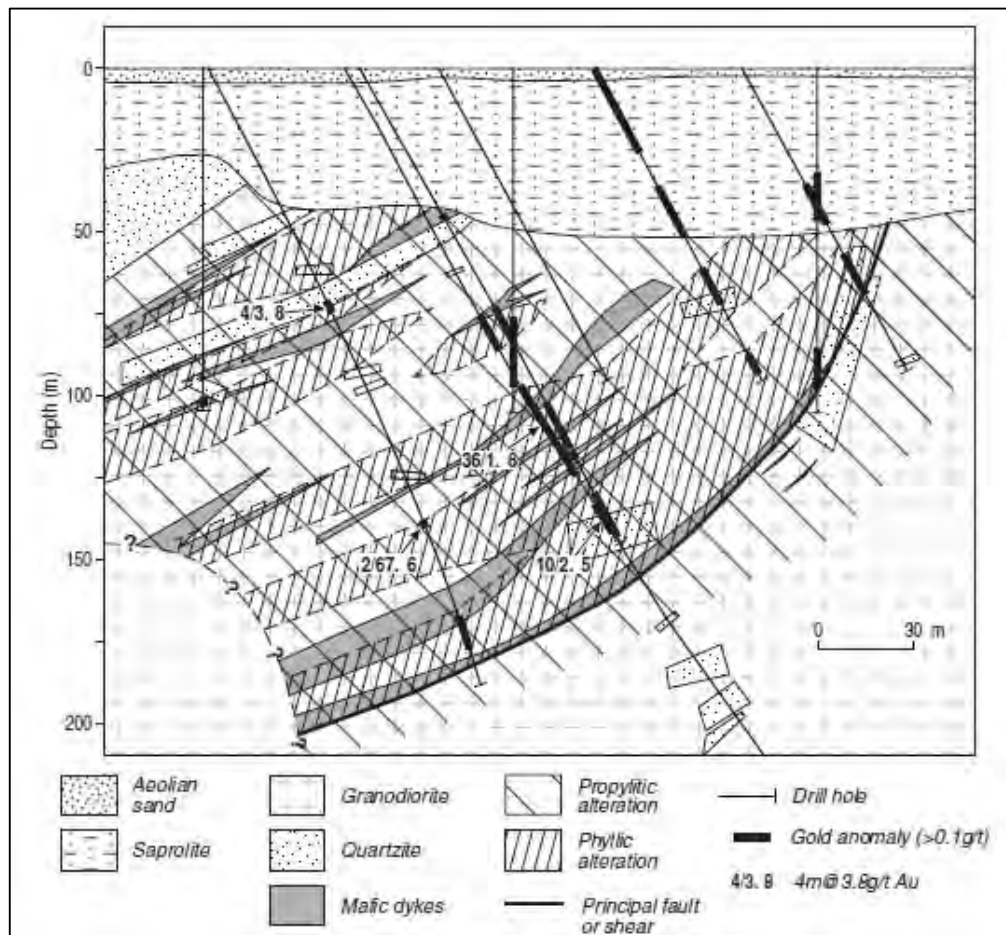 0
50
4/3. 8
Depth (m)
100
36/1. 8
?
150
?
2/67. 6
10/2. 5
0 30 m
?
200
?
Aeolian
sand
Granodiorite
Propylitic
alteration
Drill hole
Saprolite
Quartzite
Phyllic
alteration
Gold anomaly (>0.1g/t)
Mafic dykes
Principal fault
or shear
4/3. 8
4m@3.8g/t Au